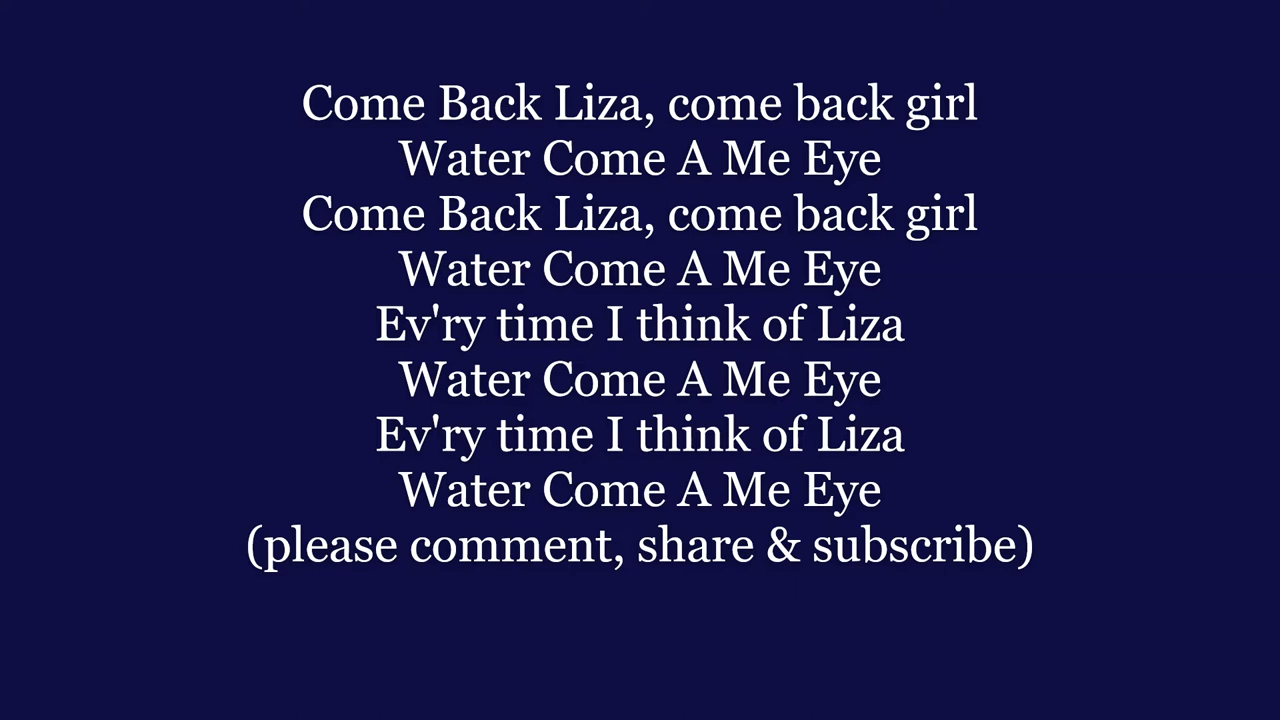 Come Back Liza, come back girl
Water Come A Me Eye
Come Back Liza, come back girl
Water Come A Me Eye
Ev'ry time I think of Liza
Water Come A Me Eye
Ev'ry time I think of Liza
Water Come A Me Eye
(please comment, share & subscribe)